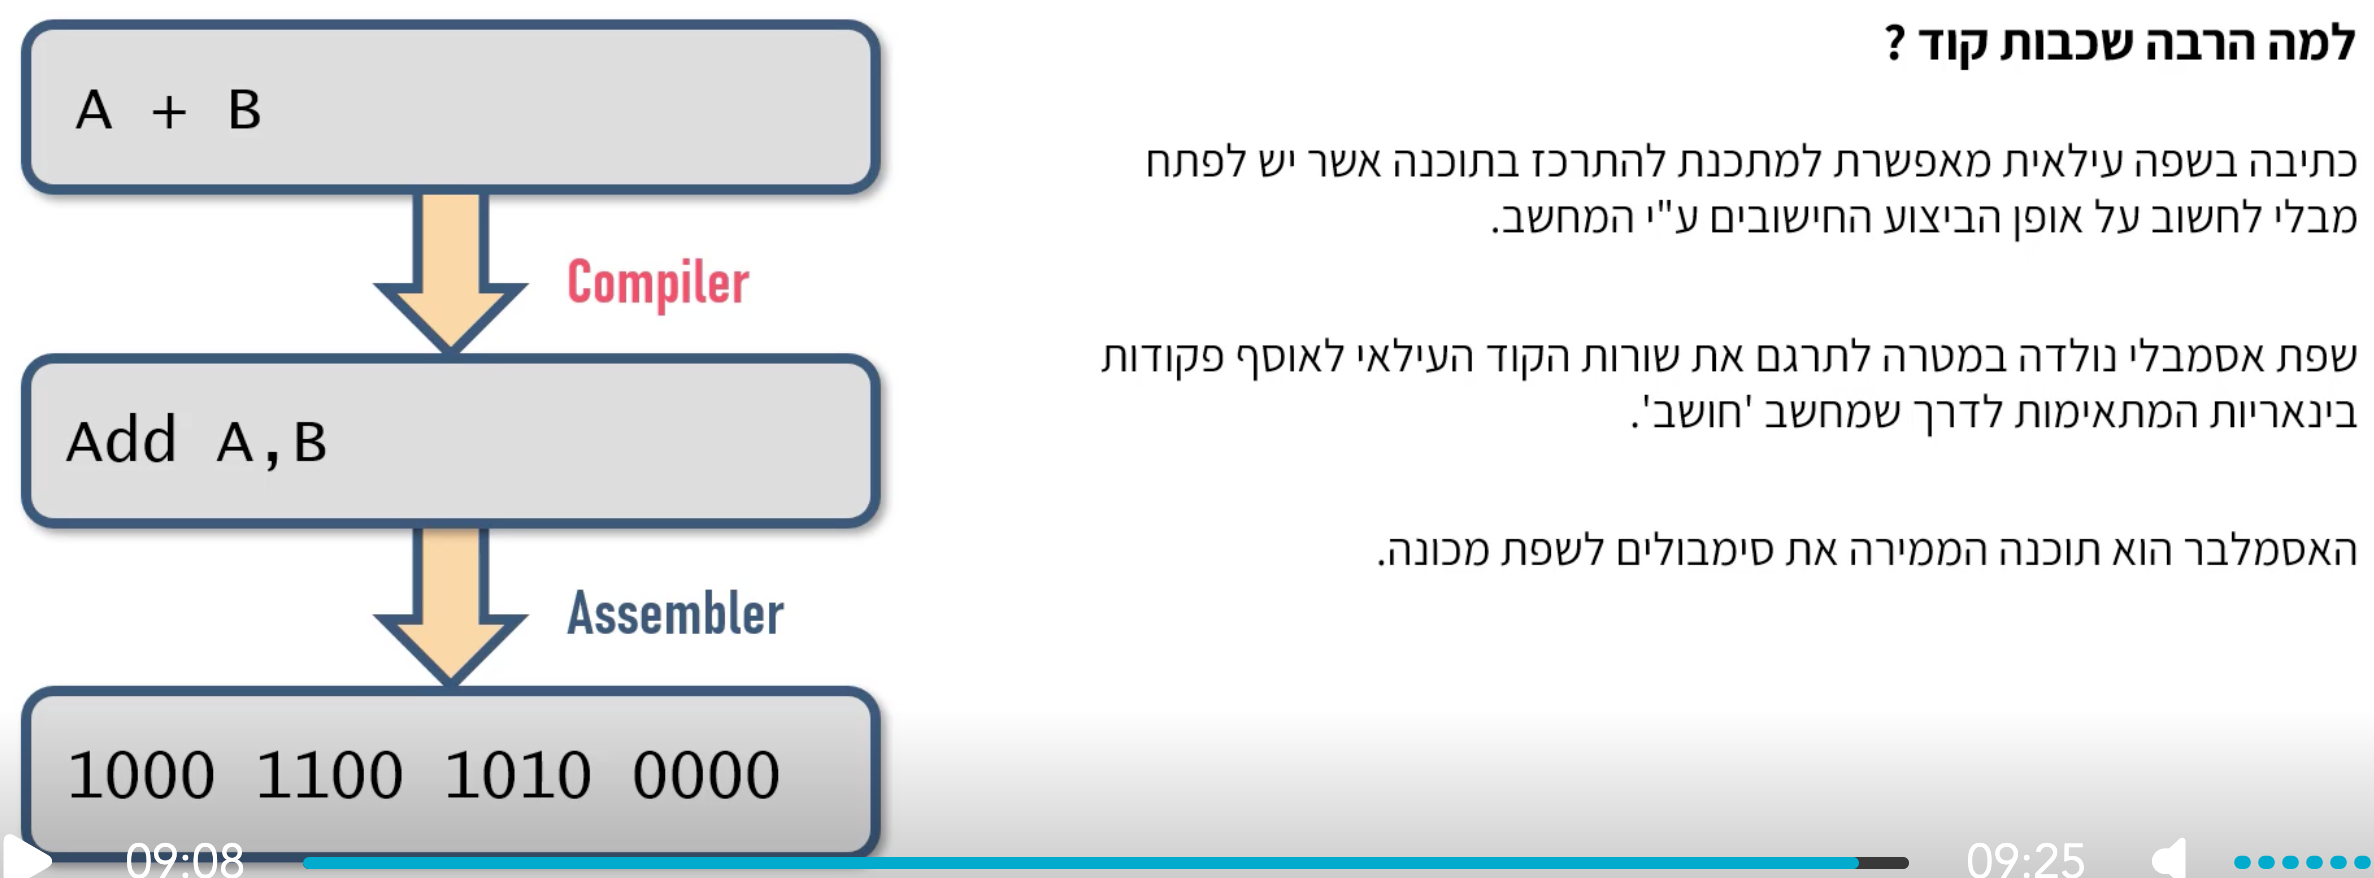 למה הרבה שכבות קוד ?
כתיבה בשפה עילאית מאפשרת למתכנת להתרכז בתוכנה אשר יש לפתח
מבלי לחשוב על אופן הביצוע החישובים ע"י המחשב.
שפת אסמבלי נולדה במטרה לתרגם את שורות הקוד העילאי לאוסף פקודות
בינאריות המתאימות לדרך שמחשב 'חושב'.
האסמלבר הוא תוכנה הממירה את סימבולים לשפת מכונה.
A + B
Compiler
Add A,B
Assembler
1000 1100 1010 0000
09:08
09:25